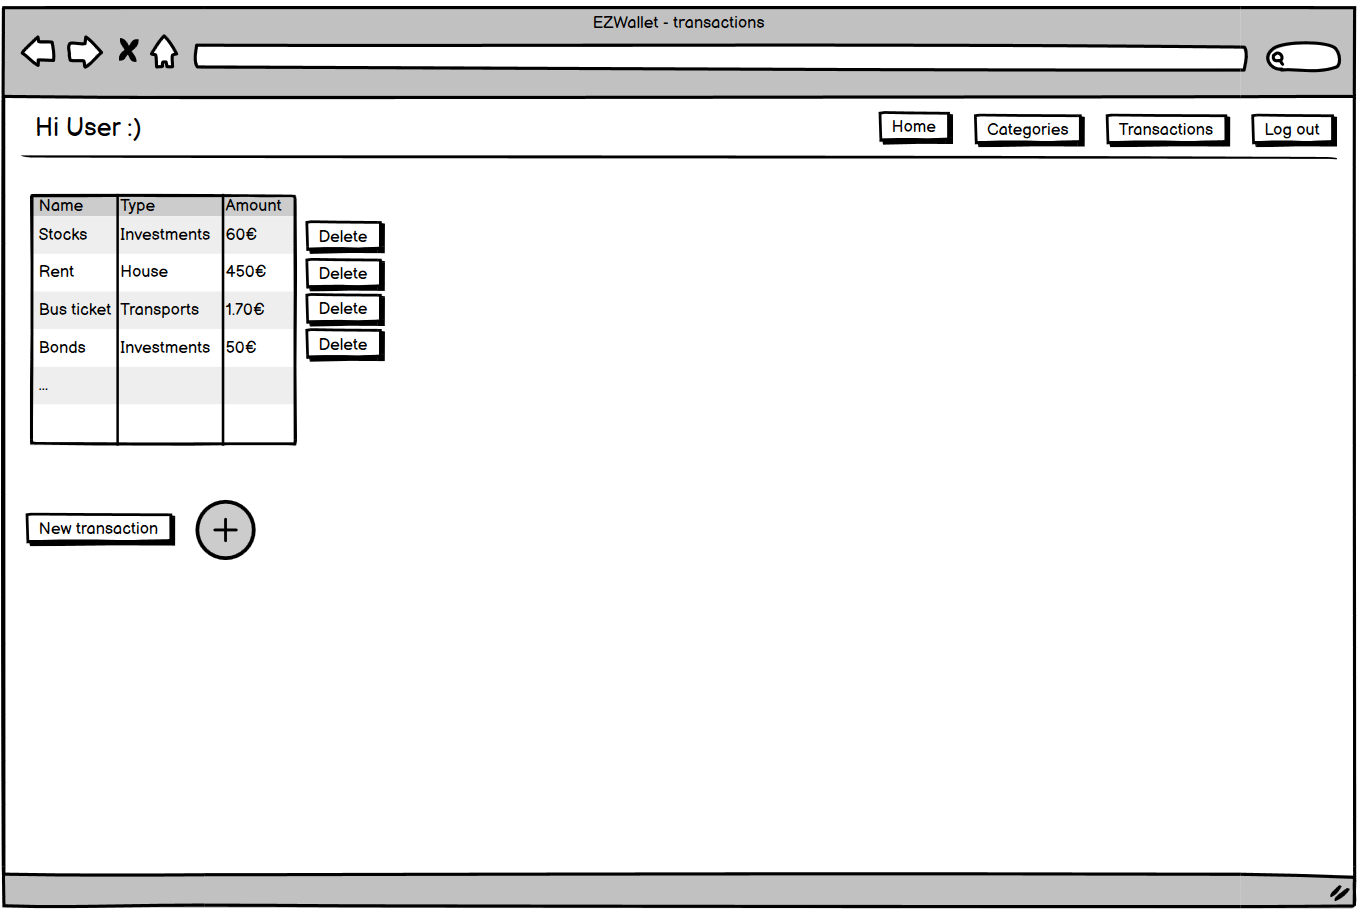 EZWallet - transactions
Hi User :)
Home Categories Transactions Log out
Name Type Amount
Stocks Investments 60€ Delete
Rent House 450€ Delete
Bus ticket Transports 1.70€ Delete
Bonds Investments 50€ Delete
...
New transaction +